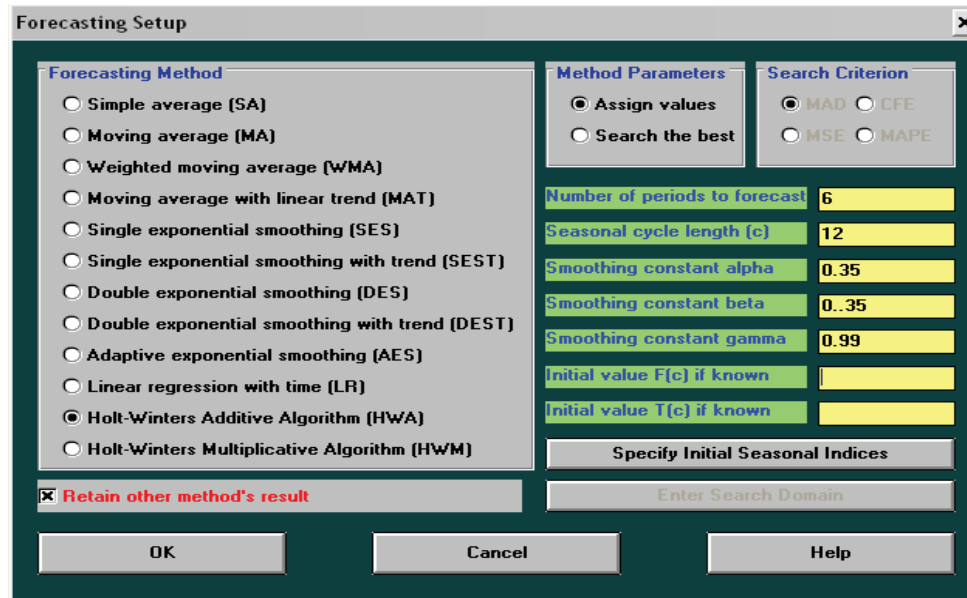 Forecasting Setup
Forecasting Method
Simple average (SA)
Moving average (MA)
Weighted moving average (WMA)
Moving average with linear trend (MAT)
Single exponential smoothing (SES)
Single exponential smoothing with trend (SEST)
Double exponential smoothing (DES)
Double exponential smoothing with trend (DEST)
Adaptive exponential smoothing (AES)
Linear regression with time (LR)
Holt-Winters Additive Algorithm (HWA)
Holt-Winters Multiplicative Algorithm (HWM)
Retain other method's result
Method Parameters
Assign values
Search the best
Search Criterion
MAD CFE
MSE MAPE
Number of periods to forecast 6
Seasonal cycle length (c) 12
Smoothing constant alpha 0.35
Smoothing constant beta 0..35
Smoothing constant gamma 0.99
Initial value F(c) if known
Initial value T(c) if known
Specify Initial Seasonal Indices
Enter Search Domain
OK Cancel Help